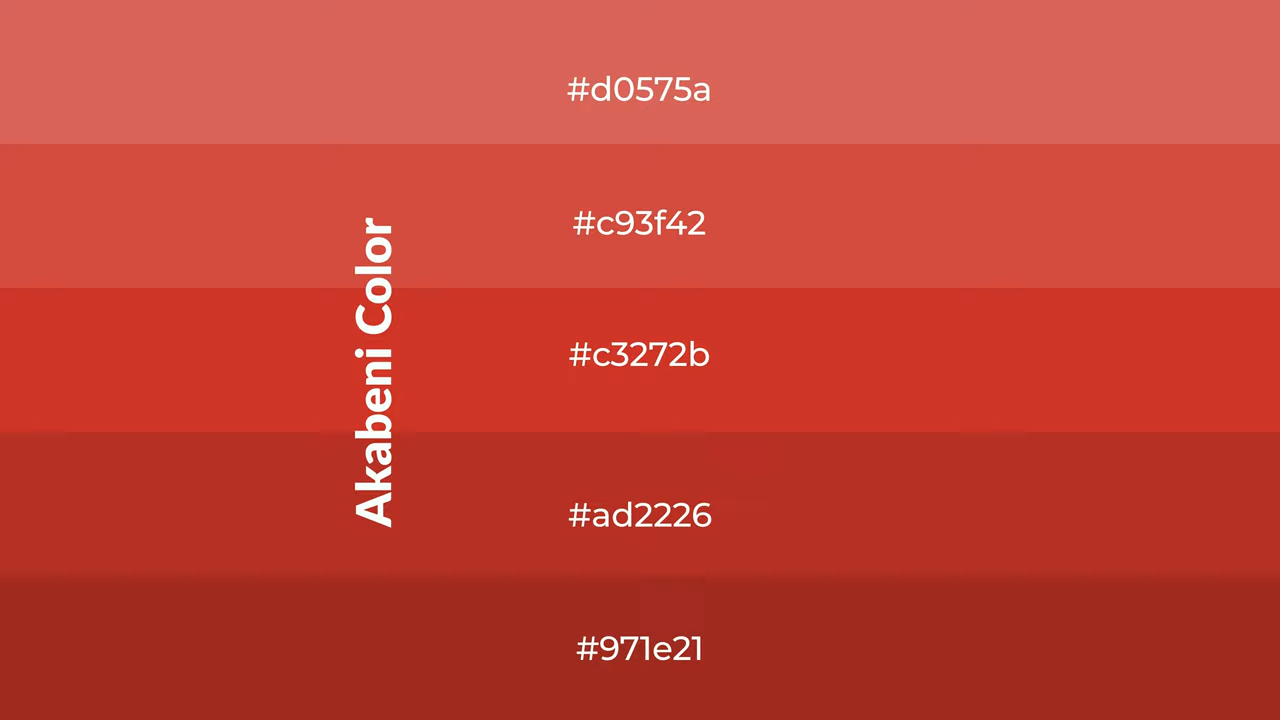 #d0575a
#c93f42
Akabeni Color
#c3272b
#ad2226
#971e21